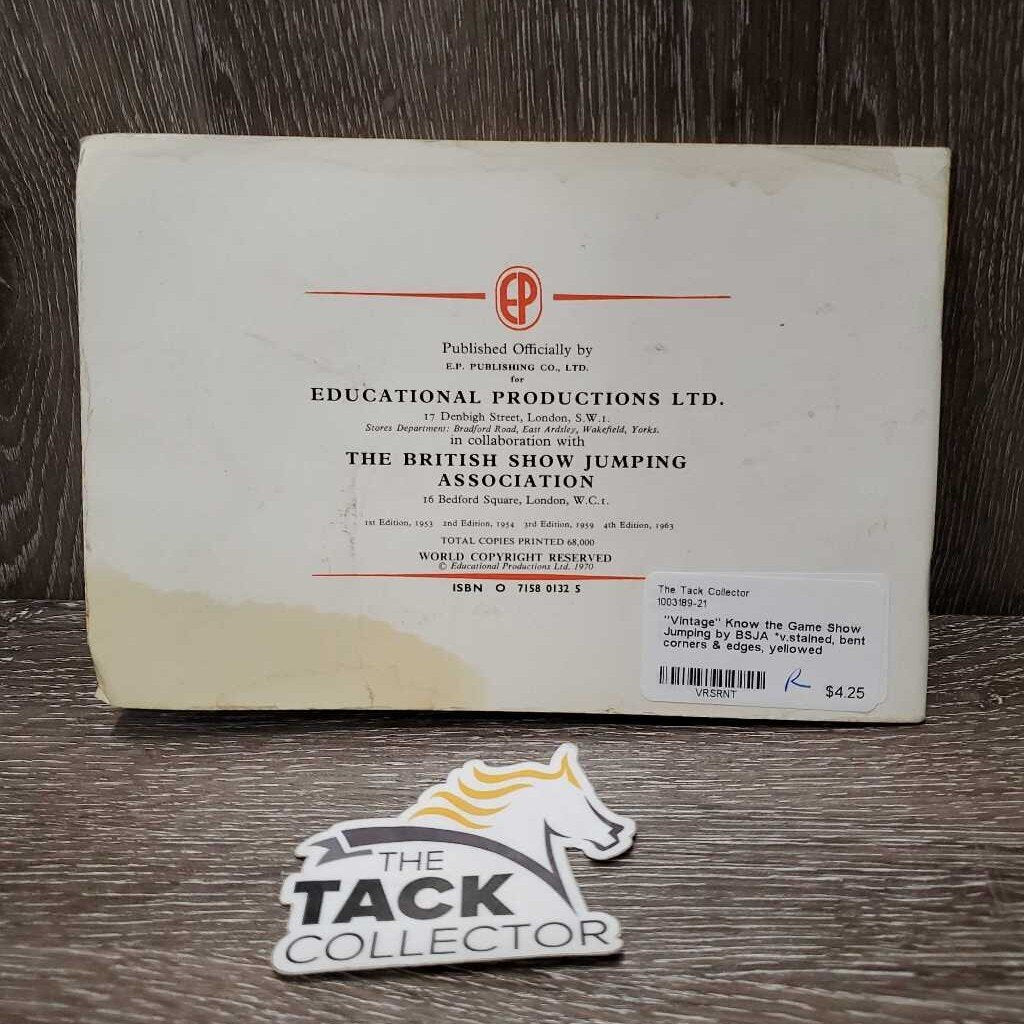 EP
Published Officially by
E.P. PUBLISHING CO., LTD.
for
EDUCATIONAL PRODUCTIONS LTD.
17 Denbigh Street, London, S.W.1.
Stores Department: Bradford Road, East Ardsley, Wakefield, Yorks.
in collaboration with
THE BRITISH SHOW JUMPING
ASSOCIATION
16 Bedford Square, London, W.C.1.
1st Edition, 1953 2nd Edition, 1954 3rd Edition, 1959 4th Edition, 1963
TOTAL COPIES PRINTED 68,000
WORLD COPYRIGHT RESERVED
© Educational Productions Ltd. 1970
ISBN 0 7158 0132 5
The Tack Collector
1003189-21
"Vintage" Know the Game Show
Jumping by BSJA *v.stained, bent
corners & edges, yellowed
VRSRNT
R
$4.25
THE
TACK
COLLECTOR